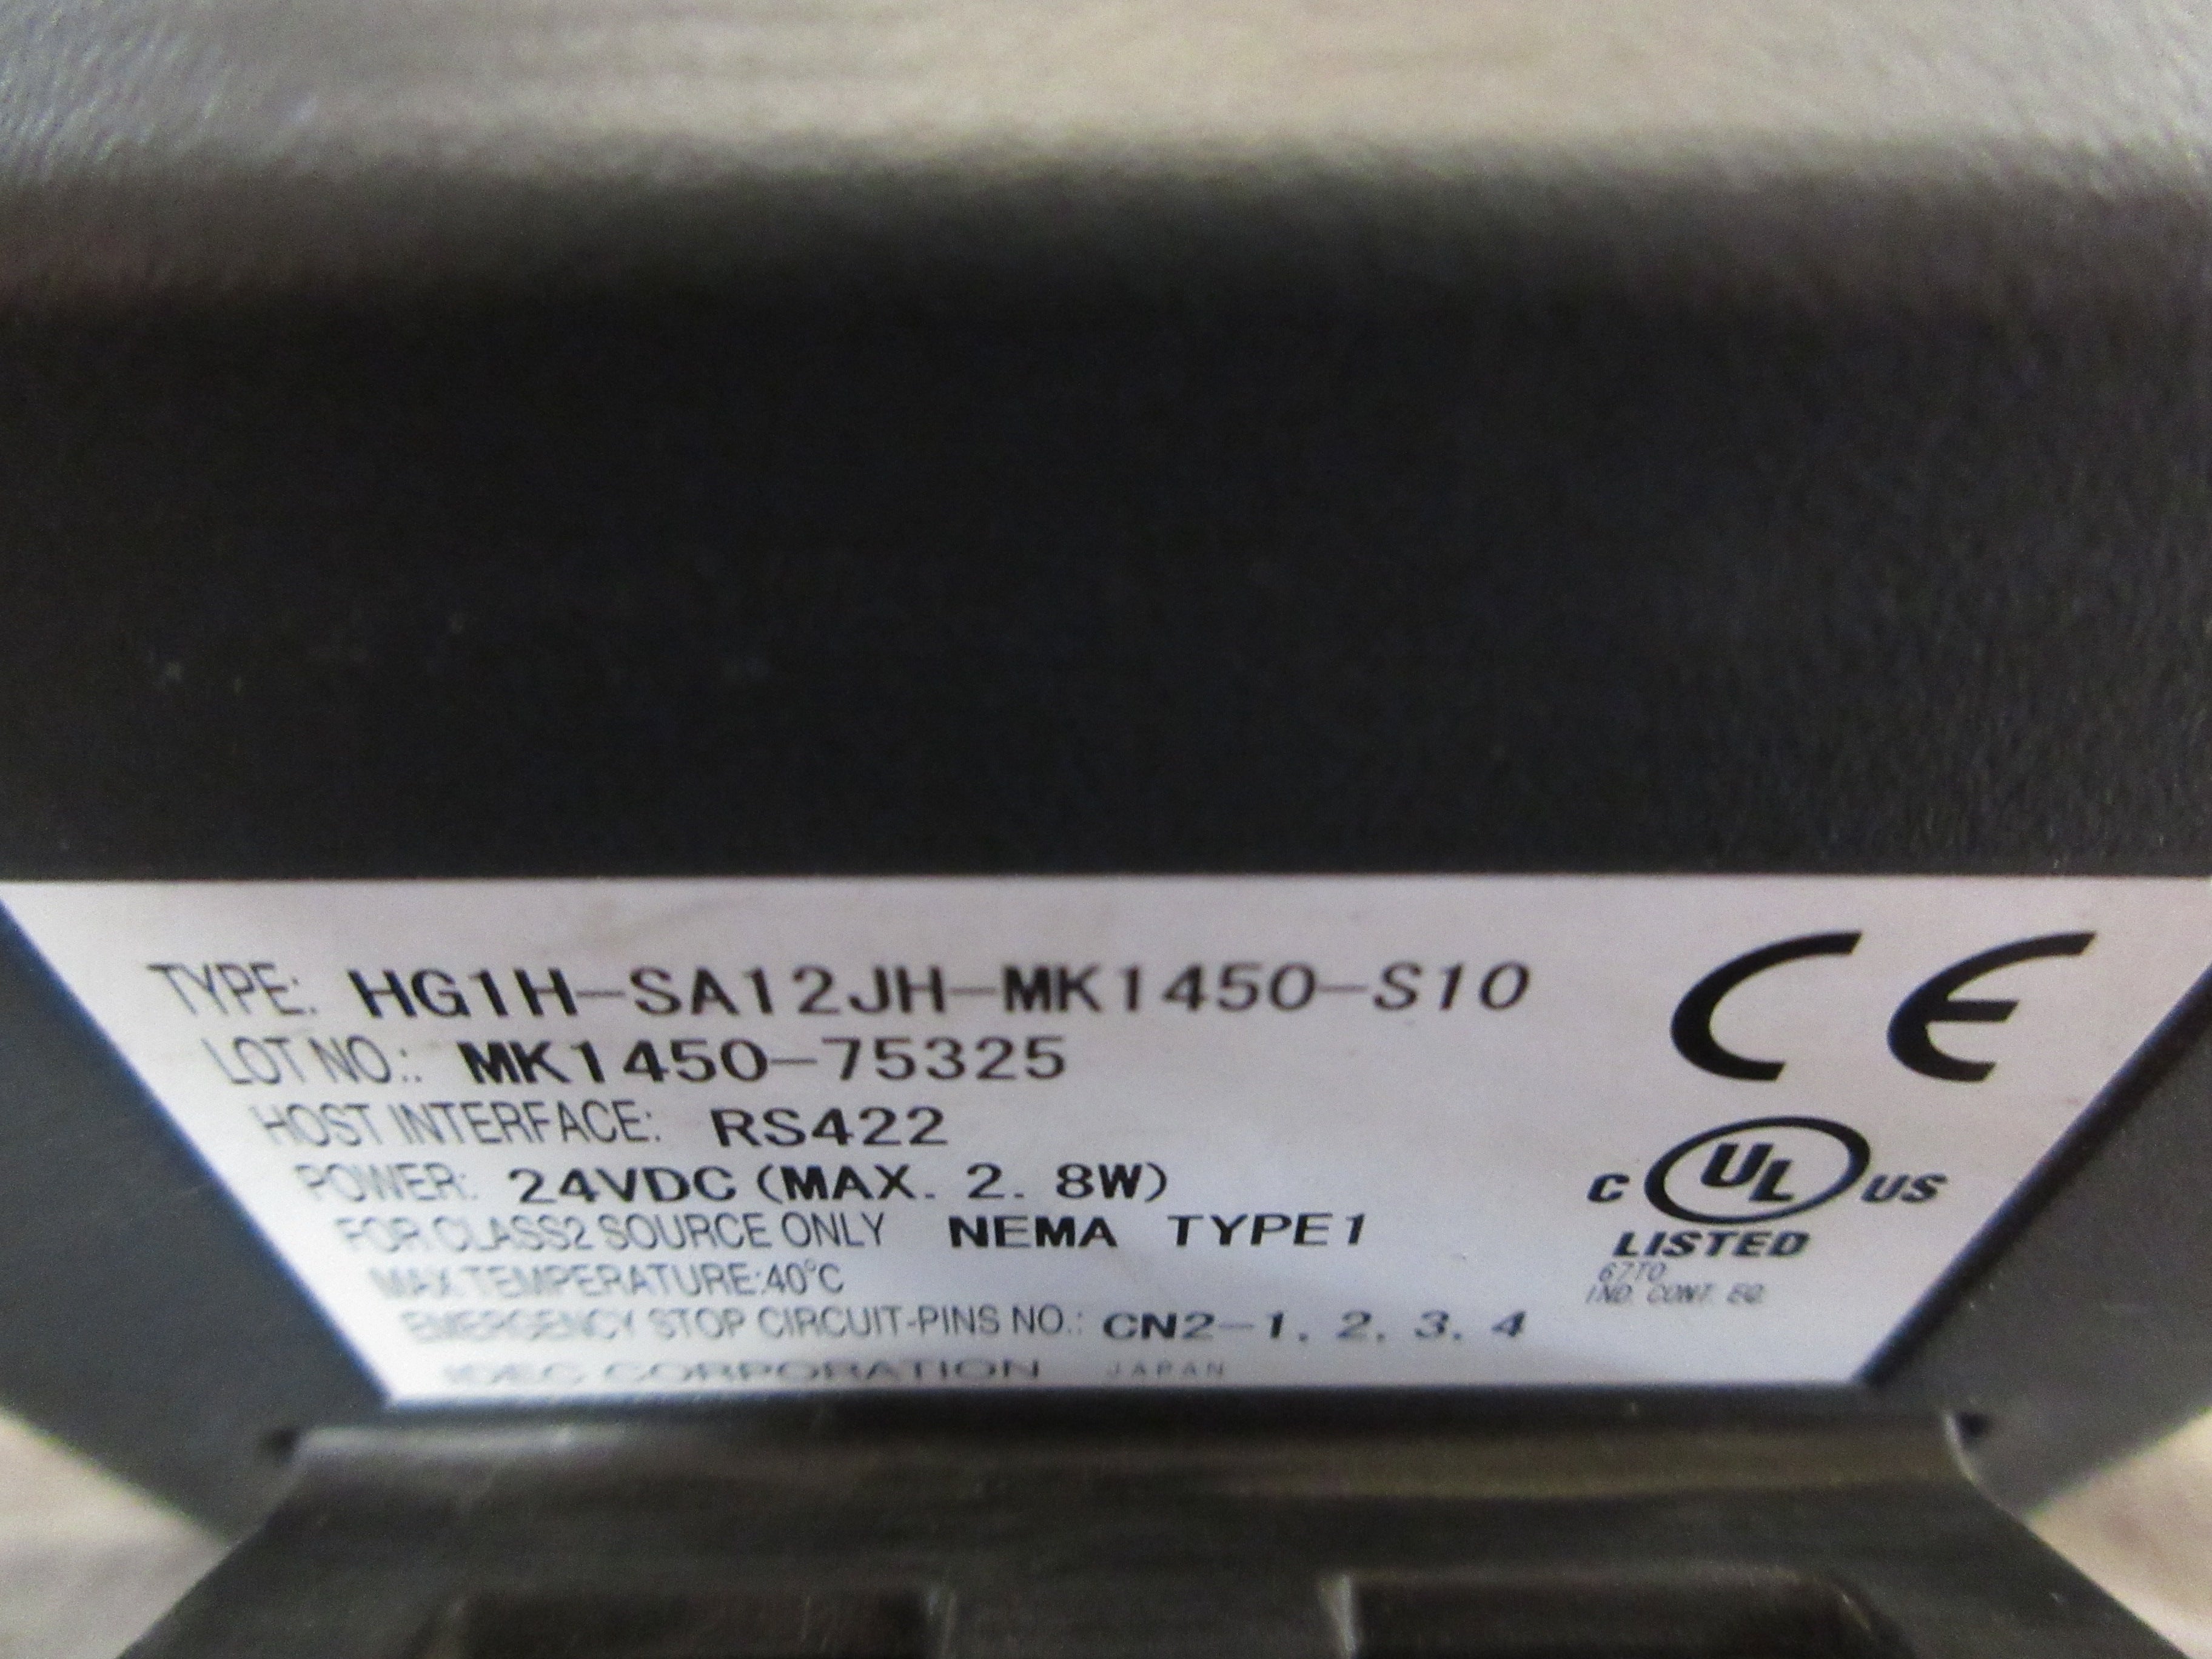 TYPE: HG1H-SA12JH-MK1450-S10
LOT NO.: MK1450-75325
HOST INTERFACE: RS422
POWER: 24VDC (MAX. 2. 8W)
FOR CLASS2 SOURCE ONLY NEMA TYPE1
MAX TEMPERATURE:40°C
EMERGENCY STOP CIRCUIT-PINS NO.: CN2-1, 2, 3, 4
IDEC CORPORATION JAPAN
CE
C UL US
LISTED
67T0
IND. CONT. EQ.